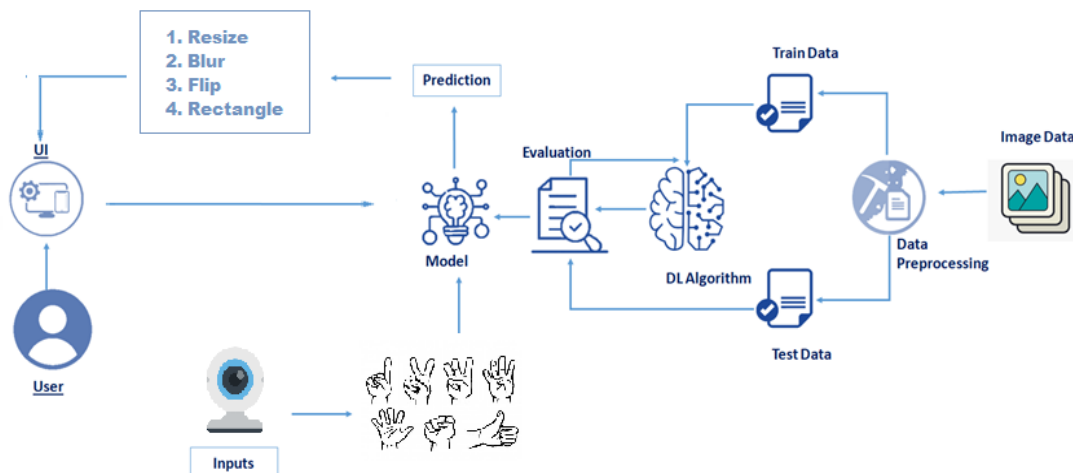 1. Resize
2. Blur
3. Flip
4. Rectangle
Prediction
Train Data
Image Data
UI
Evaluation
Model
DL Algorithm
Data
Preprocessing
Test Data
User
Inputs